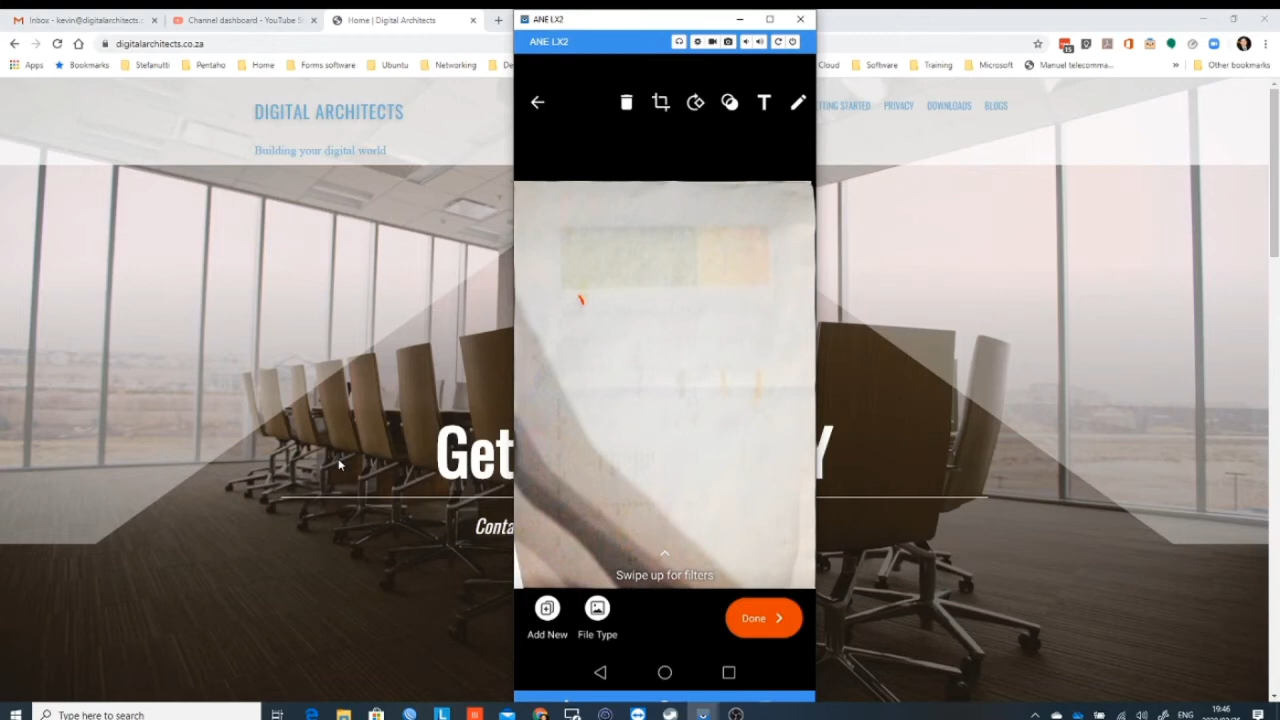 Inbox - kevin@digitalarchitects.c
Channel dashboard - YouTube S
Home | Digital Architects
ANE LX2
digitalarchitects.co.za
ANE LX2
15
Apps
Bookmarks
Stefanutti
Pentaho
Home
Forms software
Ubuntu
Networking
Cloud
Software
Training
Microsoft
Manuel telecomma...
»
Other bookmarks
DIGITAL ARCHITECTS
TTING STARTED
PRIVACY
DOWNLOADS
BLOGS
Building your digital world
T
Get
Y
Conta
Swipe up for filters
Add New
File Type
Done
Type here to search
ENG
19:46